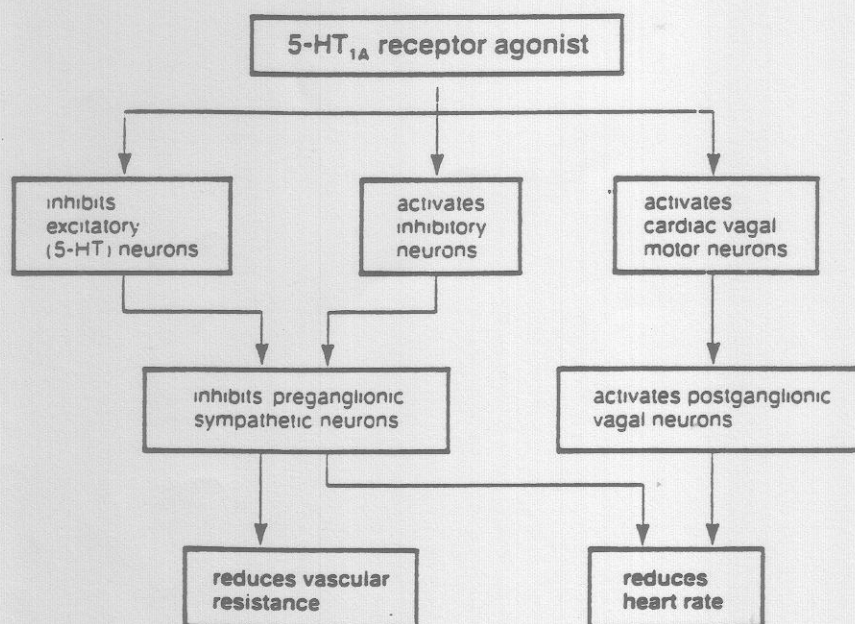 5-HT1A receptor agonist
inhibits
excitatory
(5-HT) neurons
activates
inhibitory
neurons
activates
cardiac vagal
motor neurons
inhibits preganglionic
sympathetic neurons
activates postganglionic
vagal neurons
reduces vascular
resistance
reduces
heart rate